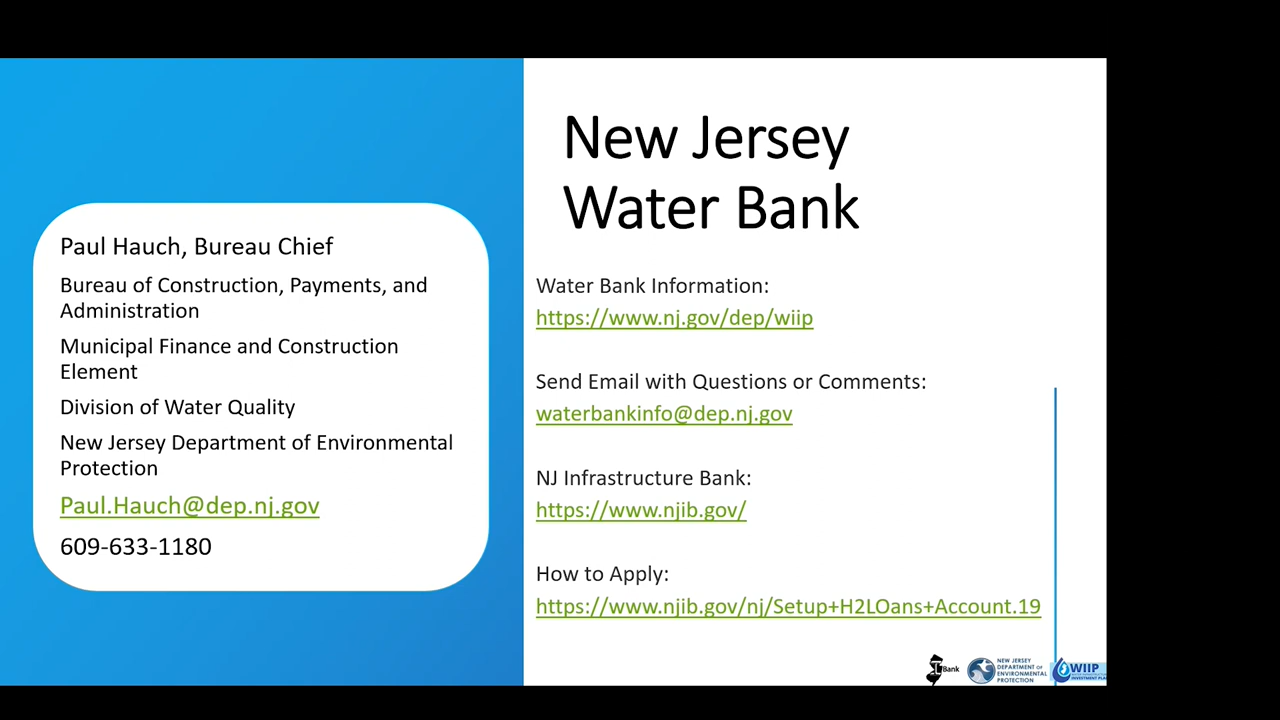 New Jersey
Water Bank
Paul Hauch, Bureau Chief
Bureau of Construction, Payments, and
Administration
Municipal Finance and Construction
Element
Division of Water Quality
New Jersey Department of Environmental
Protection
Paul.Hauch@dep.nj.gov
609-633-1180
Water Bank Information:
https://www.nj.gov/dep/wiip
Send Email with Questions or Comments:
waterbankinfo@dep.nj.gov
NJ Infrastructure Bank:
https://www.njib.gov/
How to Apply:
https://www.njib.gov/nj/Setup+H2LOans+Account.19
Bank
NEW JERSEY
DEPARTMENT OF
ENVIRONMENTAL
PROTECTION
WIIP